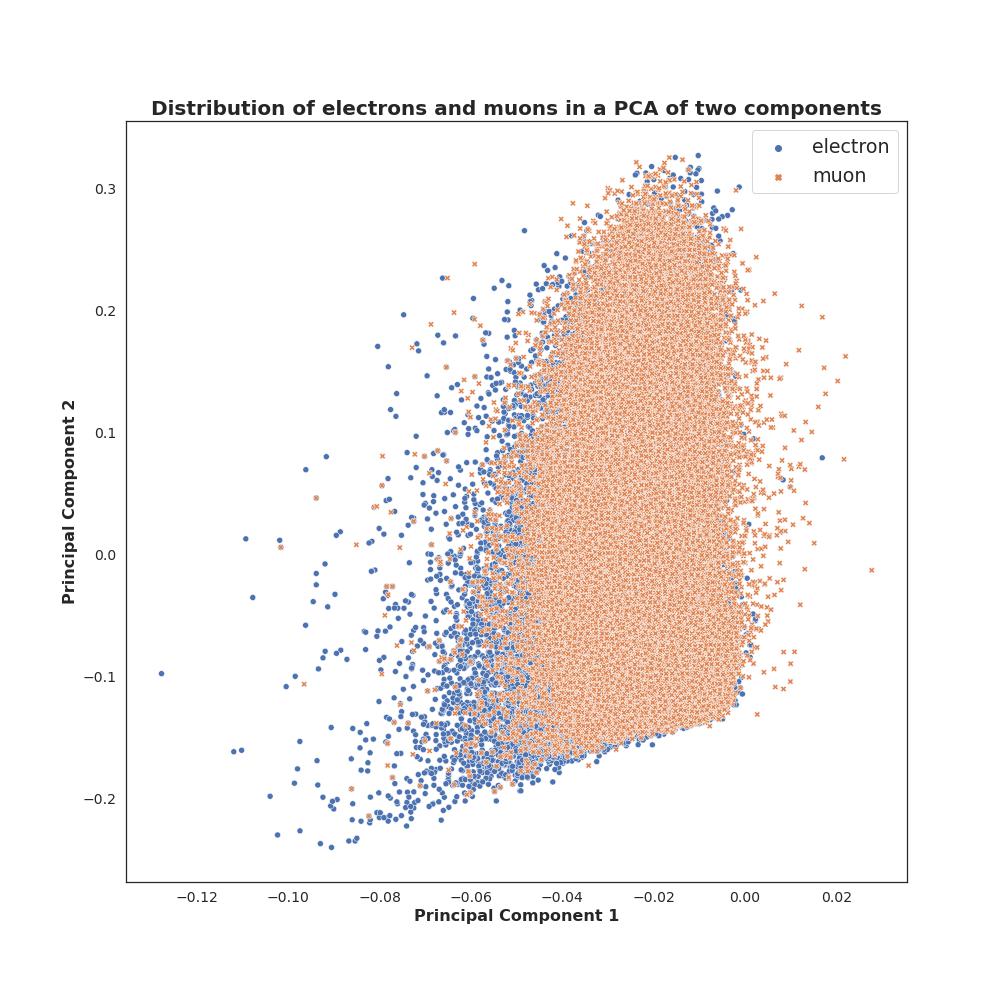 Distribution of electrons and muons in a PCA of two components
electron
muon
0.3
0.2
0.1
0.0
−0.1
−0.2
Principal Component 2
−0.12
−0.10
−0.08
−0.06
−0.04
−0.02
0.00
0.02
Principal Component 1